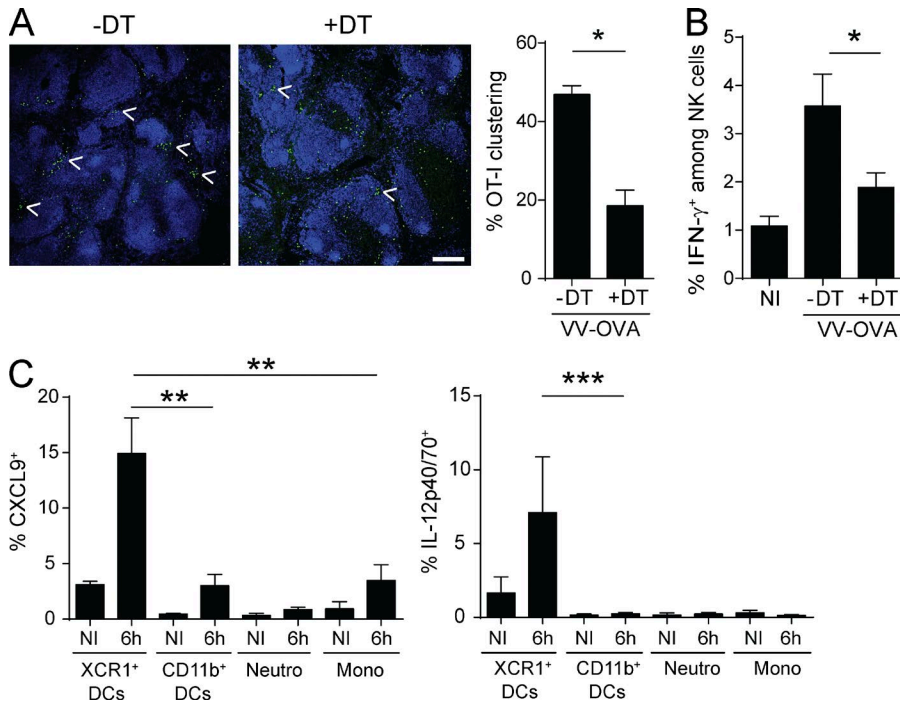 A
-DT
+DT
% OT-I clustering
60
40
20
0
*
-DT +DT
VV-OVA
B
% IFN-γ⁺ among NK cells
5
4
3
2
1
0
*
NI -DT +DT
VV-OVA
C
% CXCL9⁺
20
15
10
5
0
**
**
NI 6h NI 6h NI 6h NI 6h
XCR1⁺ CD11b⁺ Neutro Mono
DCs DCs
% IL-12p40/70⁺
15
10
5
0
***
NI 6h NI 6h NI 6h NI 6h
XCR1⁺ CD11b⁺ Neutro Mono
DCs DCs